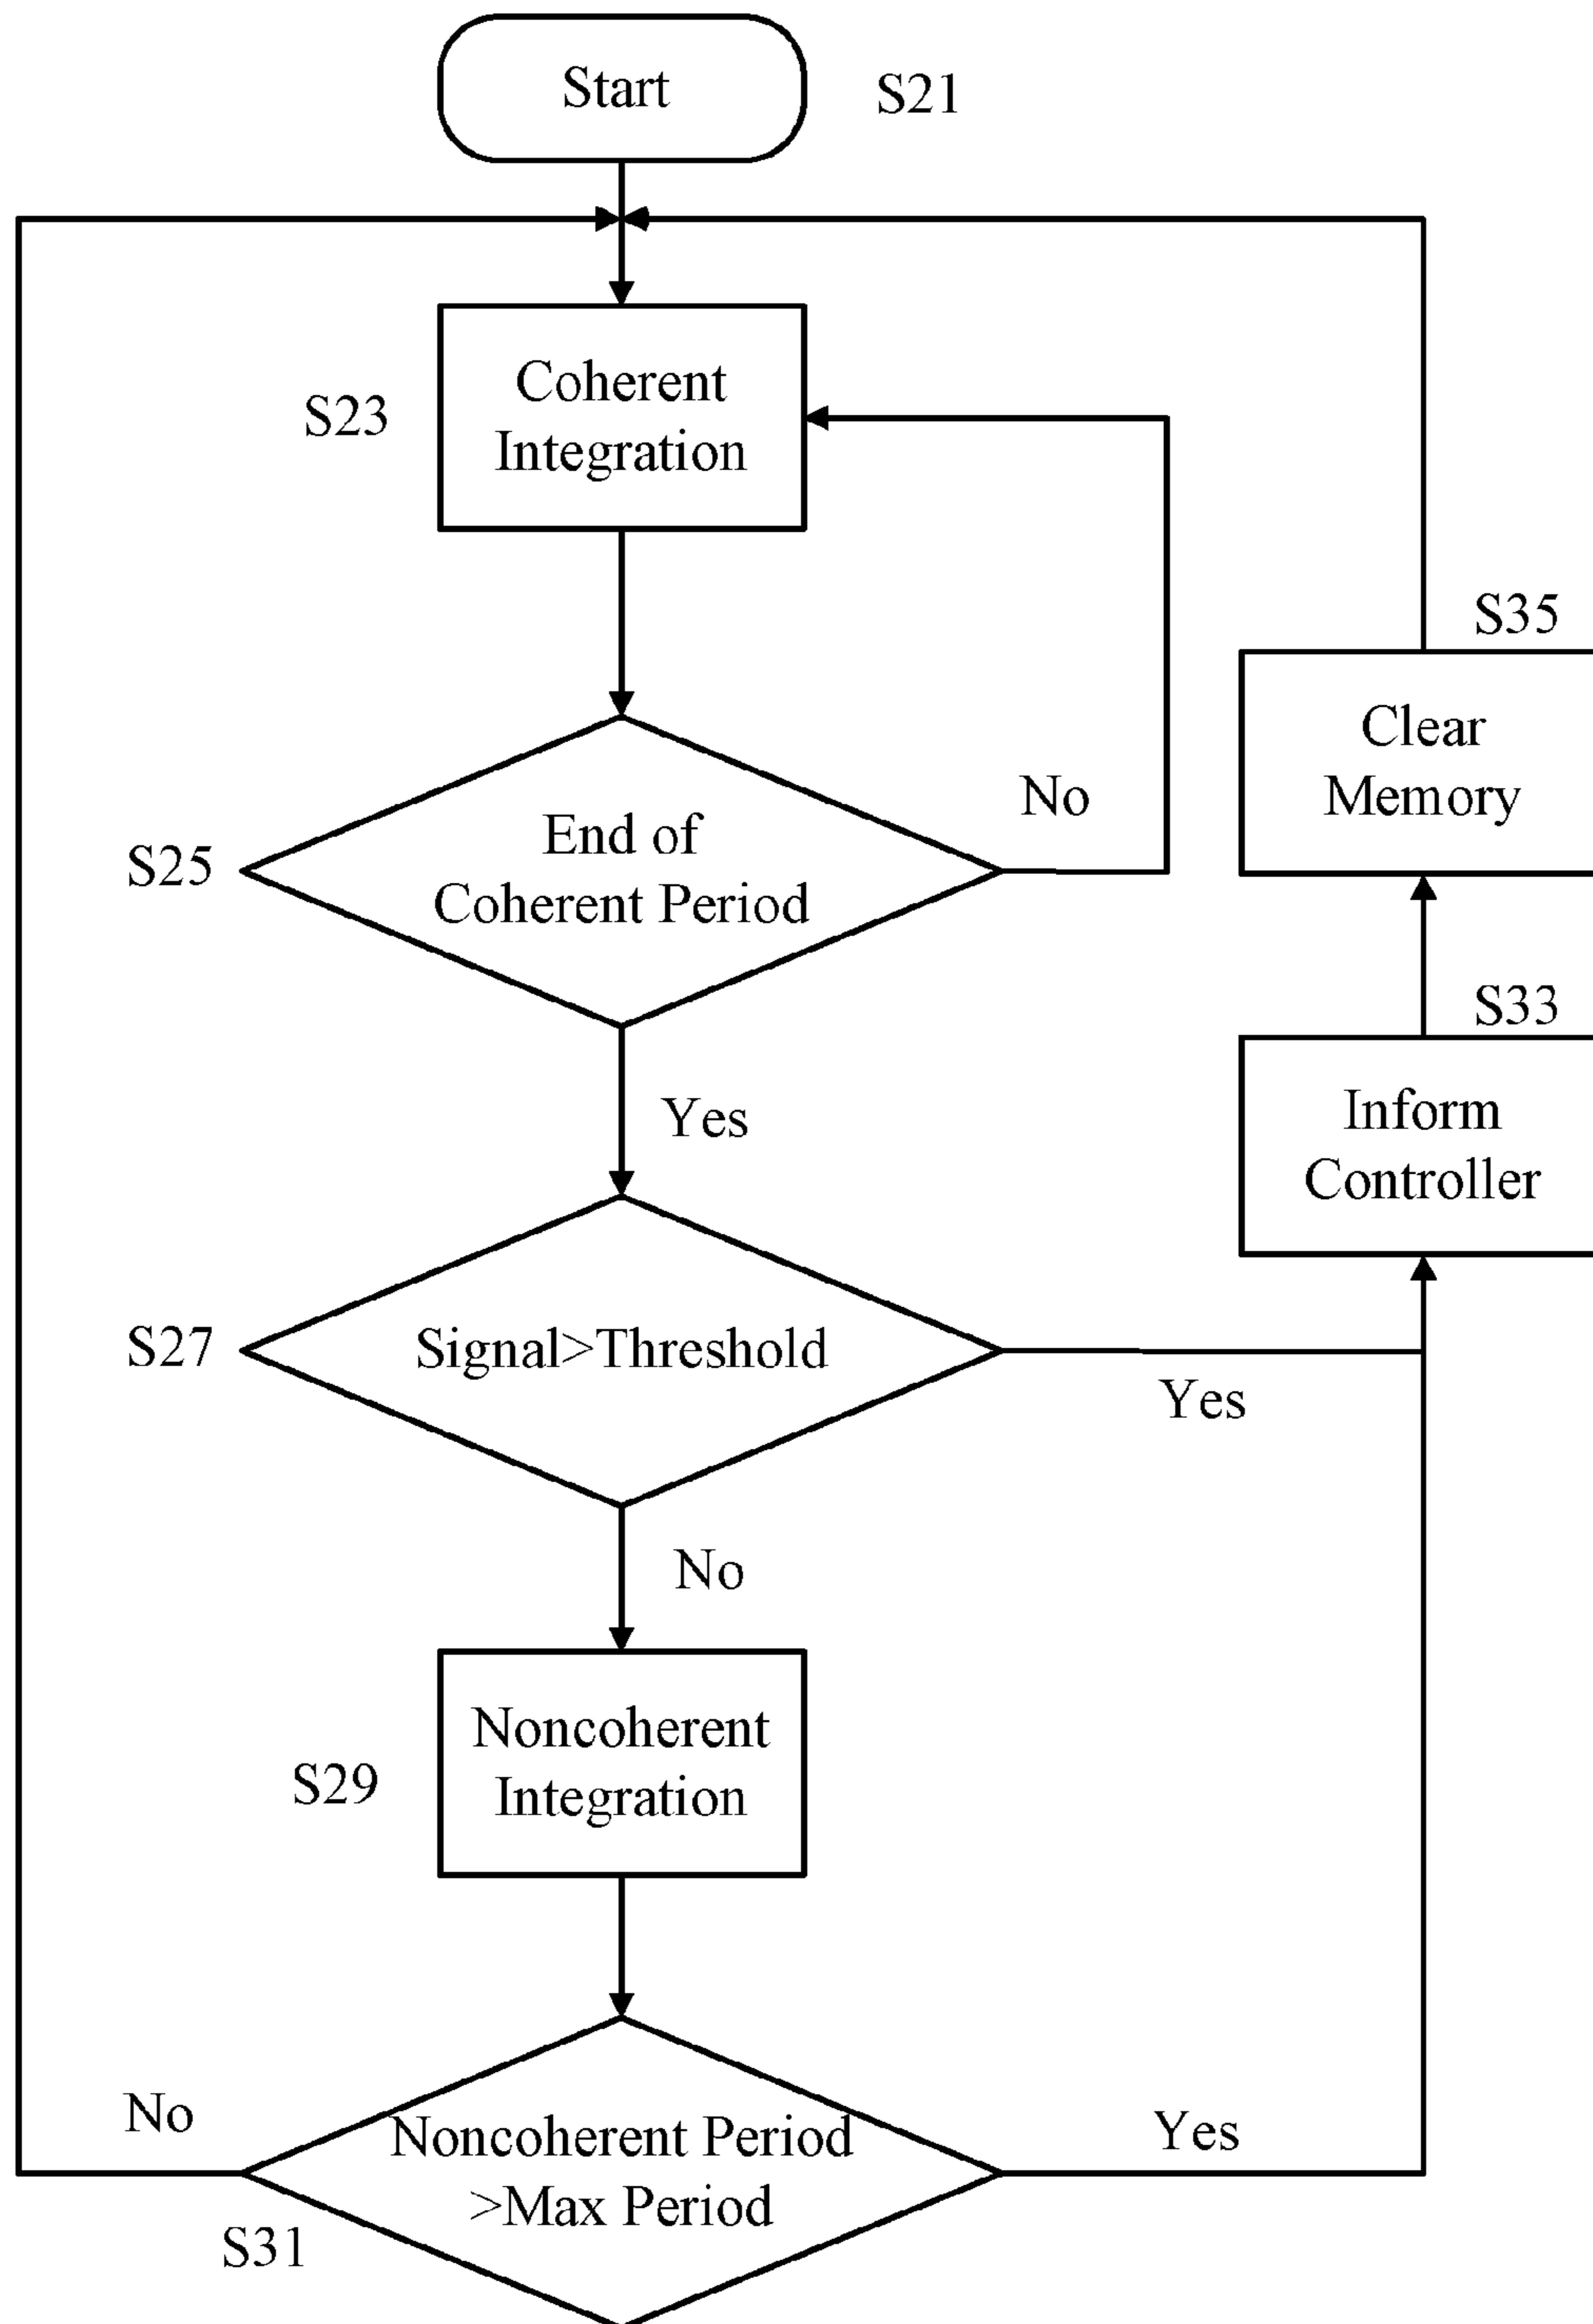 Start
S21
Coherent
Integration
S23
End of
Coherent Period
S25
No
Yes
Signal>Threshold
S27
Yes
No
Noncoherent
Integration
S29
Noncoherent Period
>Max Period
S31
No
Yes
S33
Inform
Controller
S35
Clear
Memory